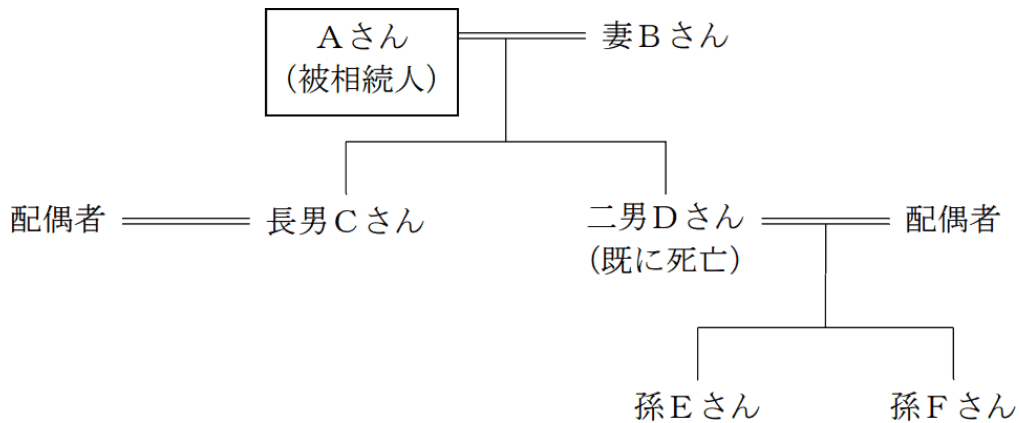 Aさん
(被相続人)
妻Bさん
配偶者
長男Cさん
二男Dさん
(既に死亡)
配偶者
孫Eさん
孫Fさん